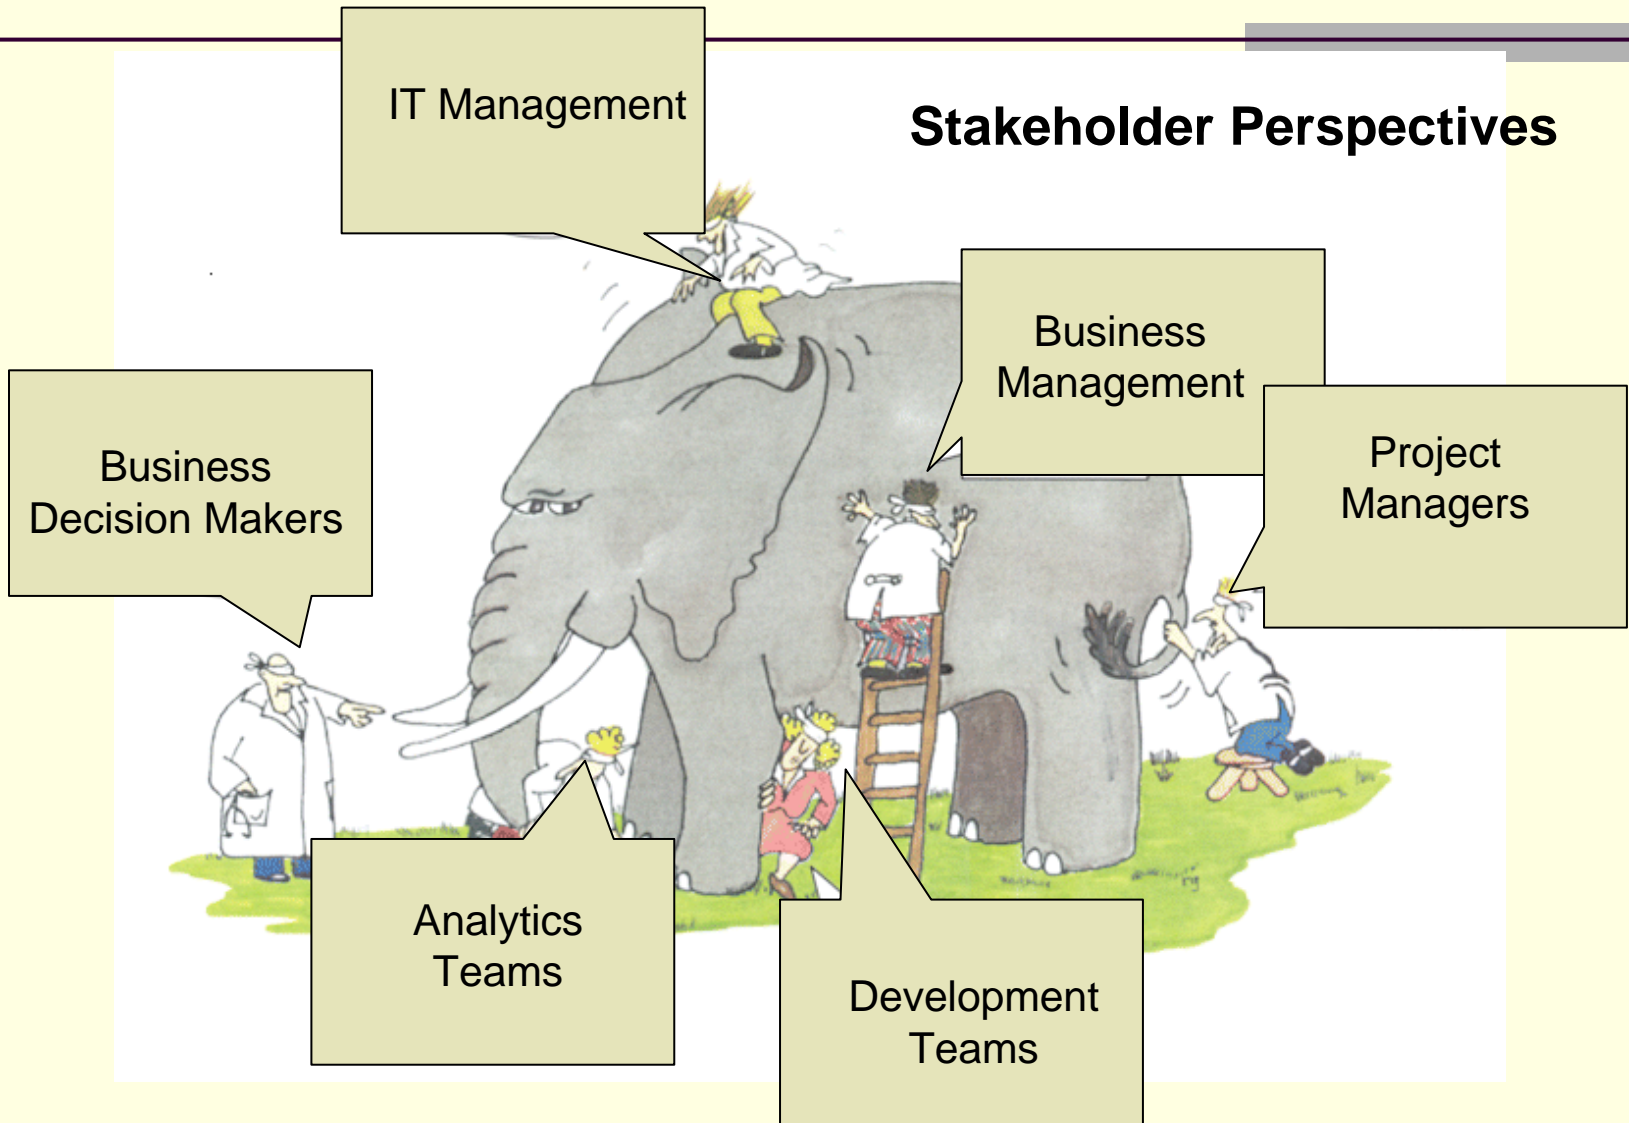 IT Management
Stakeholder Perspectives
Business
Management
Project
Managers
Business
Decision Makers
Analytics
Teams
Development
Teams